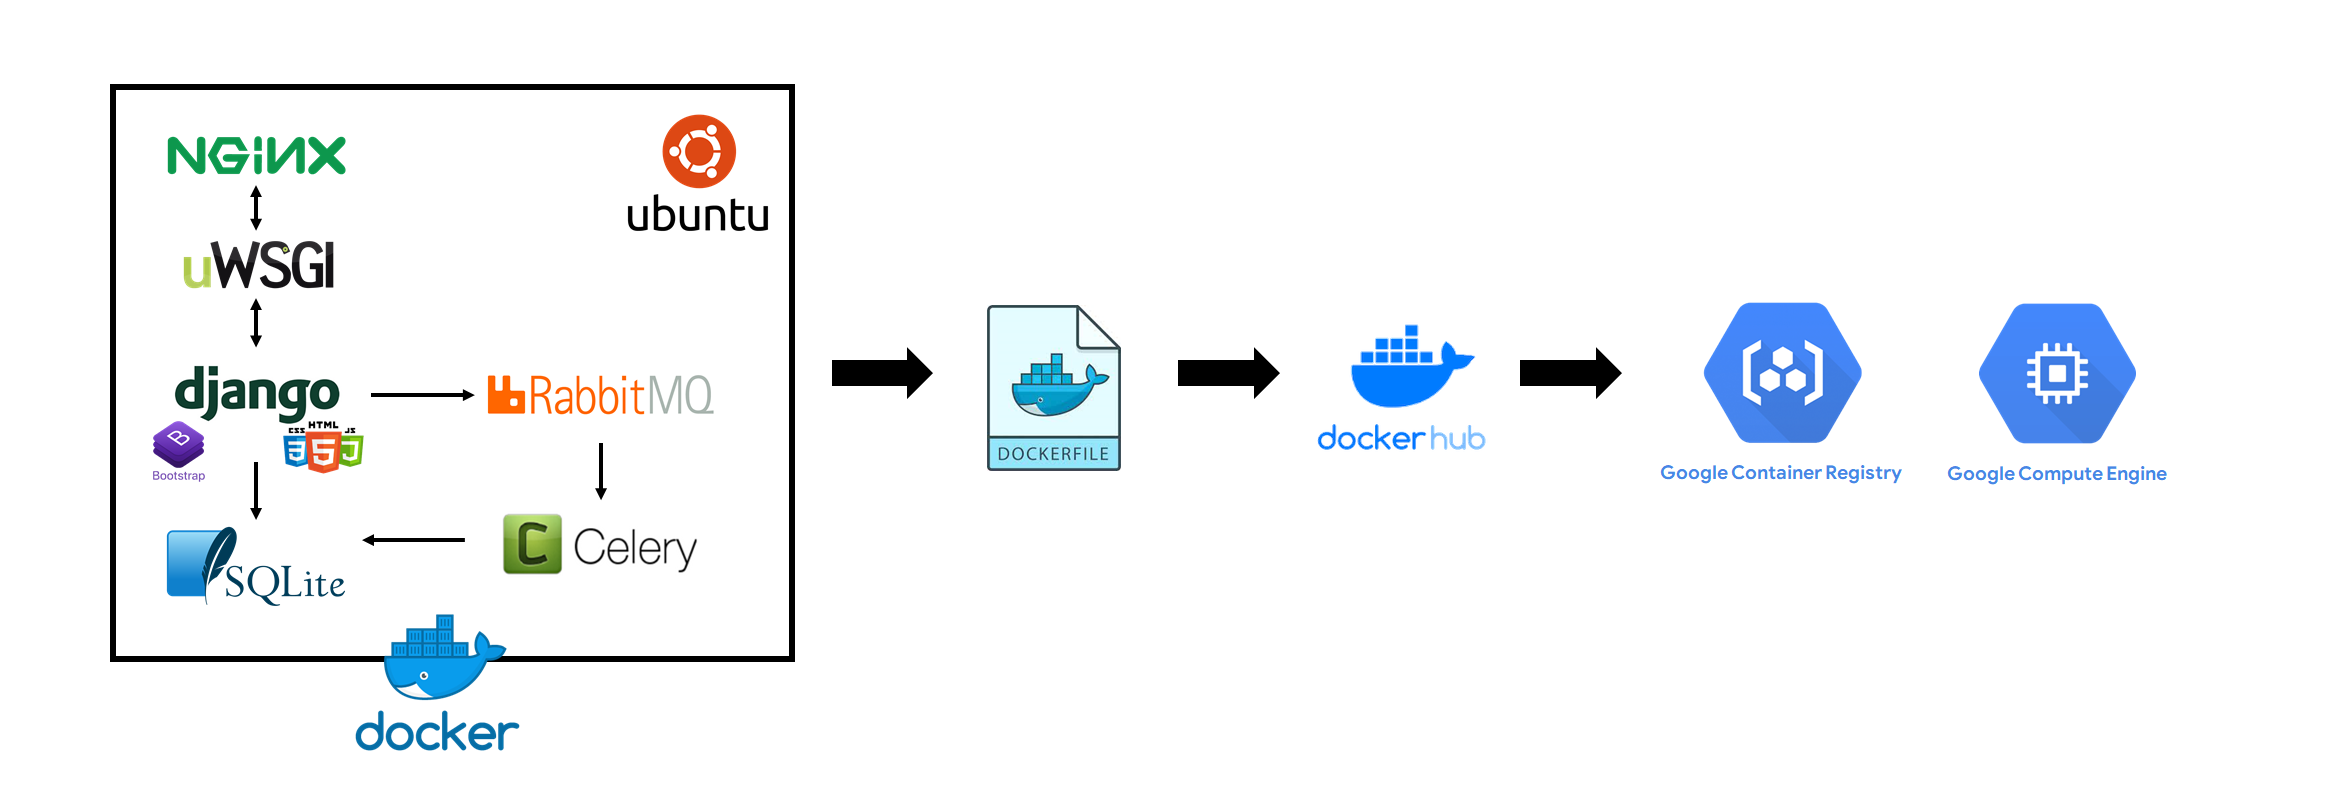 NGiNX
ubuntu
uWSGI
django
RabbitMQ
B
Bootstrap
CSS HTML JS
3 5 J
C Celery
SQLite
docker
DOCKERFILE
docker hub
Google Container Registry
Google Compute Engine